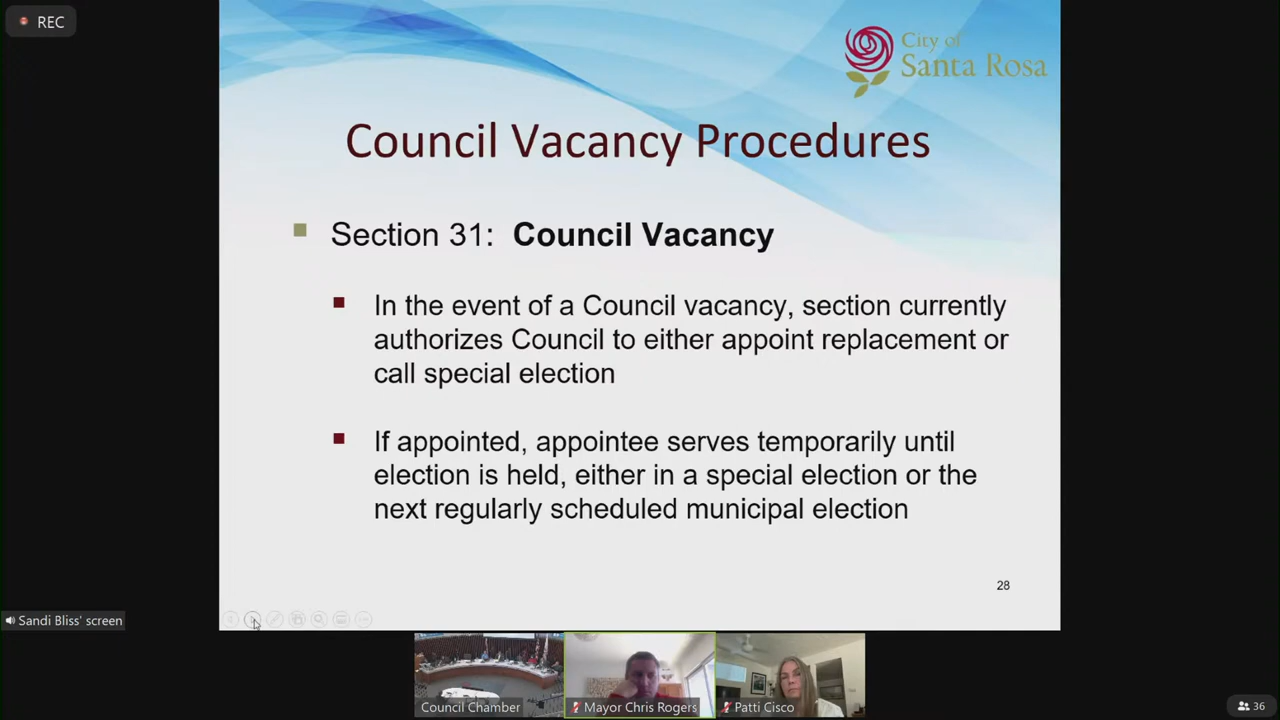 REC
City of
Santa Rosa
Council Vacancy Procedures
Section 31: Council Vacancy
In the event of a Council vacancy, section currently
authorizes Council to either appoint replacement or
call special election
If appointed, appointee serves temporarily until
election is held, either in a special election or the
next regularly scheduled municipal election
28
Sandi Bliss' screen
Council Chamber
Mayor Chris Rogers
Patti Cisco
36